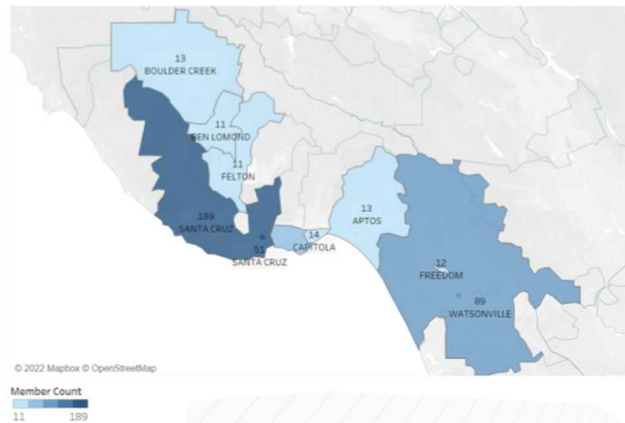 13
BOULDER CREEK
11
BEN LOMOND
11
FELTON
189
SANTA CRUZ
51
SANTA CRUZ
14
CAPITOLA
13
APTOS
12
FREEDOM
89
WATSONVILLE
© 2022 Mapbox © OpenStreetMap
Member Count
11 189